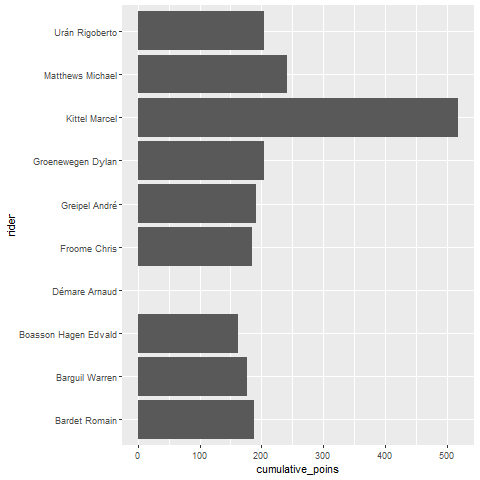 Urán Rigoberto
Matthews Michael
Kittel Marcel
Groenewegen Dylan
Greipel André
Froome Chris
Démare Arnaud
Boasson Hagen Edvald
Barguil Warren
Bardet Romain
rider
0 100 200 300 400 500
cumulative_poins